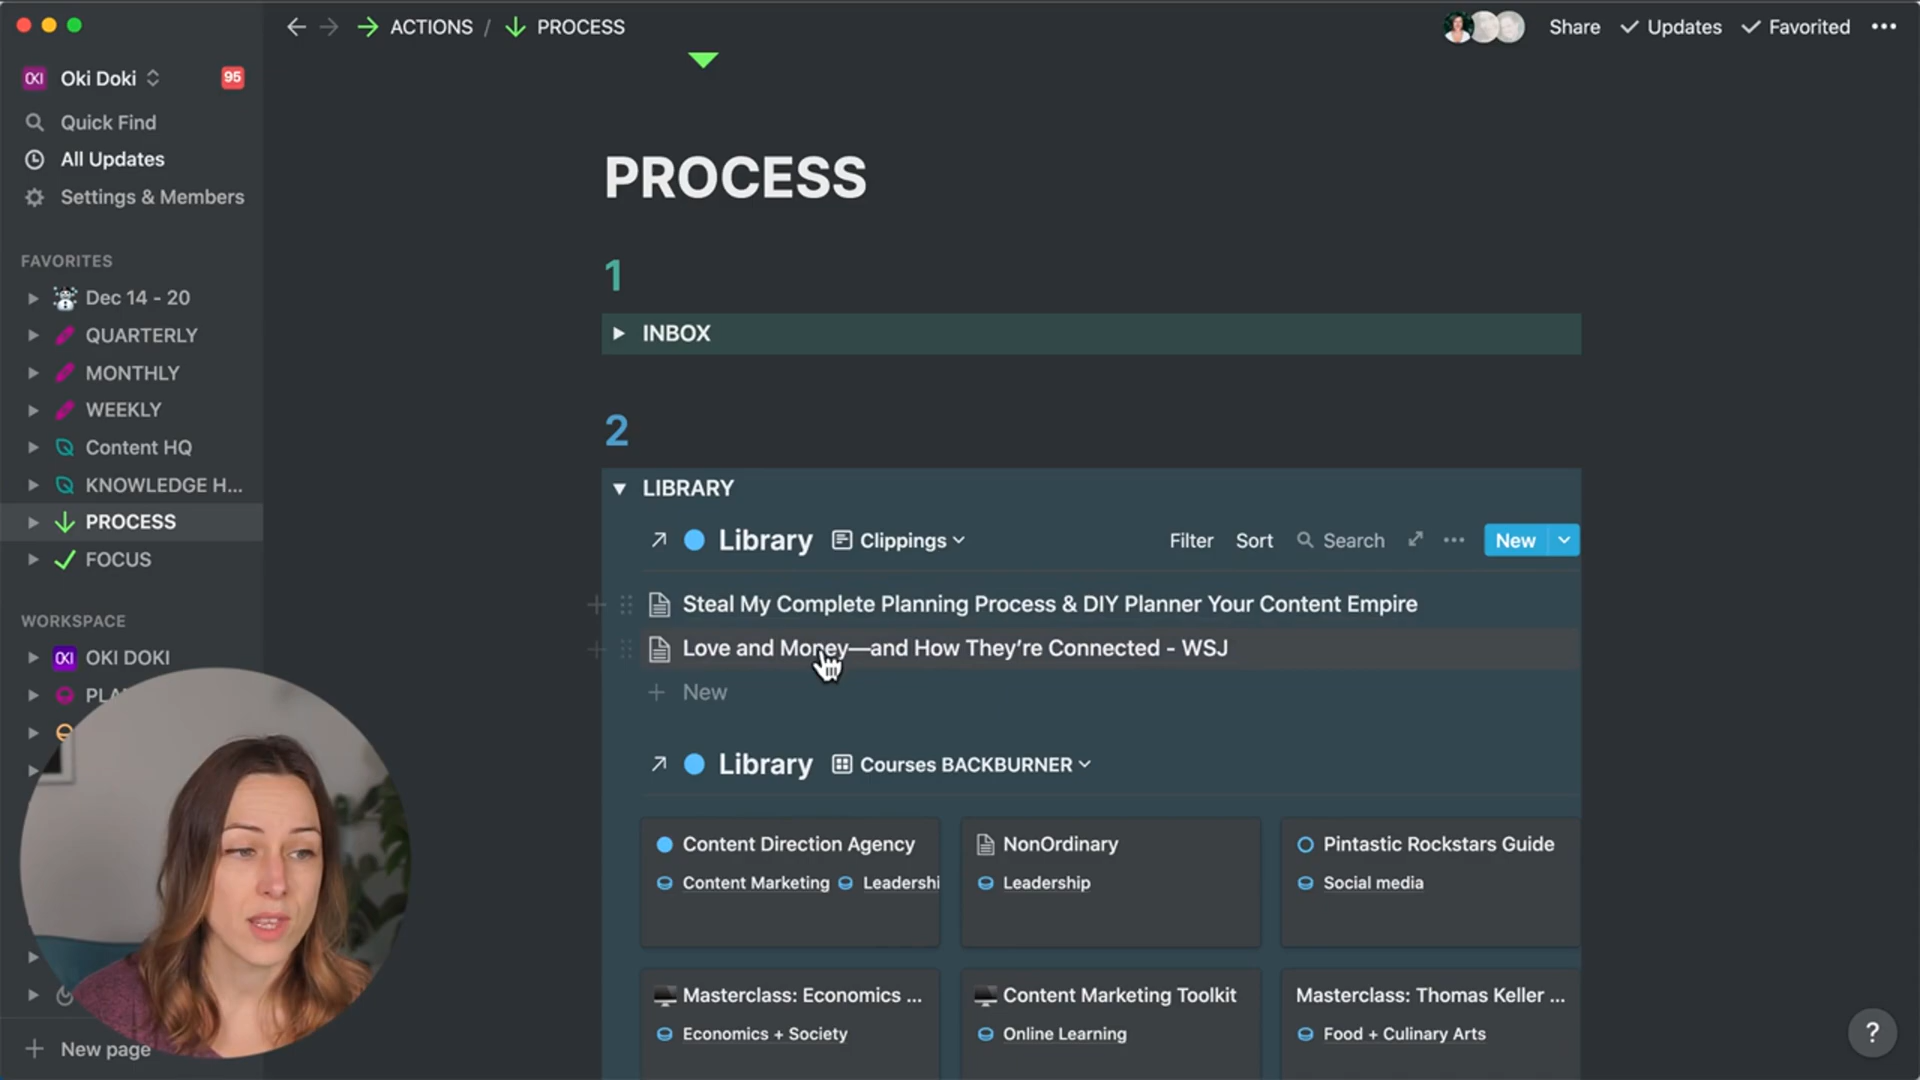 ← → → ACTIONS / ↓ PROCESS
Share ✓ Updates ✓ Favorited •••
OKI Oki Doki 95
Quick Find
All Updates
Settings & Members
FAVORITES
Dec 14 - 20
QUARTERLY
MONTHLY
WEEKLY
Content HQ
KNOWLEDGE H...
PROCESS
FOCUS
WORKSPACE
OKI OKI DOKI
New page
PROCESS
1
INBOX
2
LIBRARY
Library Clippings
Filter Sort Search ••• New
Steal My Complete Planning Process & DIY Planner Your Content Empire
Love and Money—and How They’re Connected - WSJ
+ New
Library Courses BACKBURNER
Content Direction Agency
Content Marketing Leadershi
NonOrdinary
Leadership
Pintastic Rockstars Guide
Social media
Masterclass: Economics ...
Economics + Society
Content Marketing Toolkit
Online Learning
Masterclass: Thomas Keller ...
Food + Culinary Arts
?